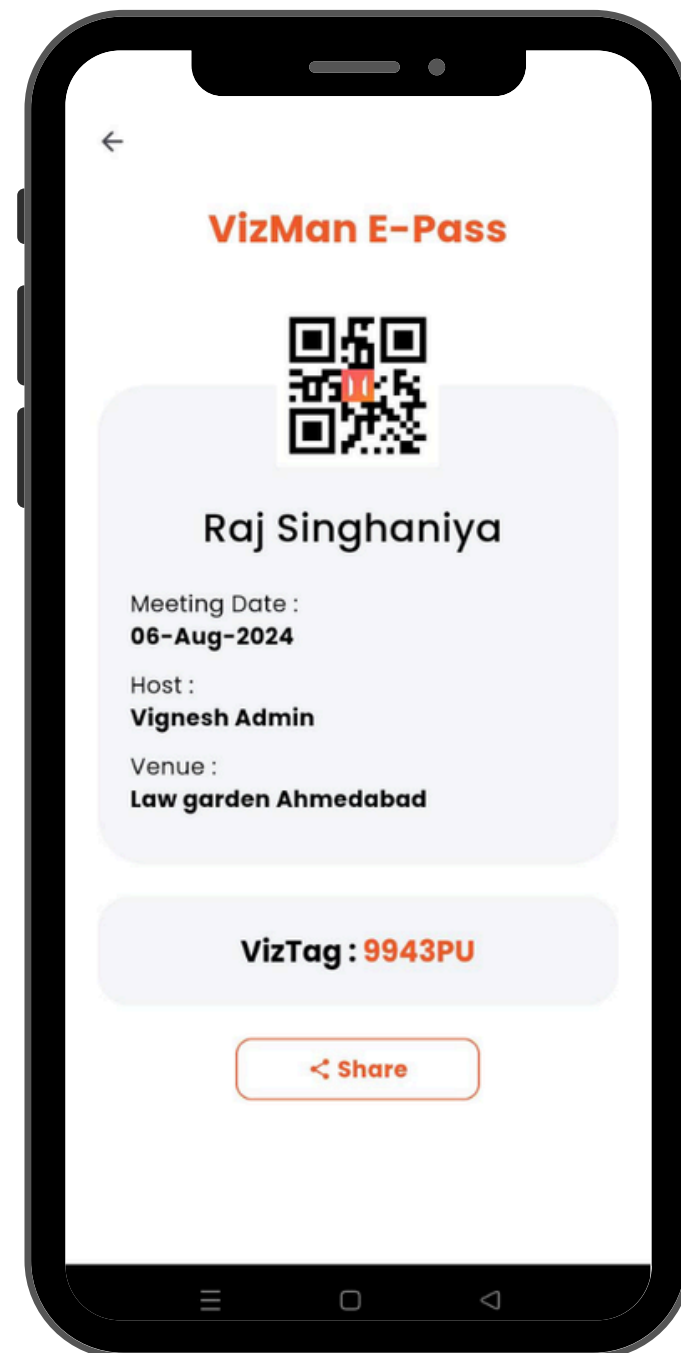 VizMan E-Pass
Raj Singhaniya
Meeting Date :
06-Aug-2024
Host :
Vignesh Admin
Venue :
Law garden Ahmedabad
VizTag : 9943PU
Share